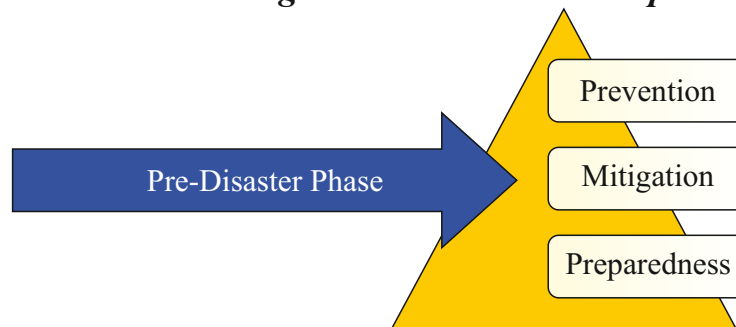 Prevention
Pre-Disaster Phase
Mitigation
Preparedness